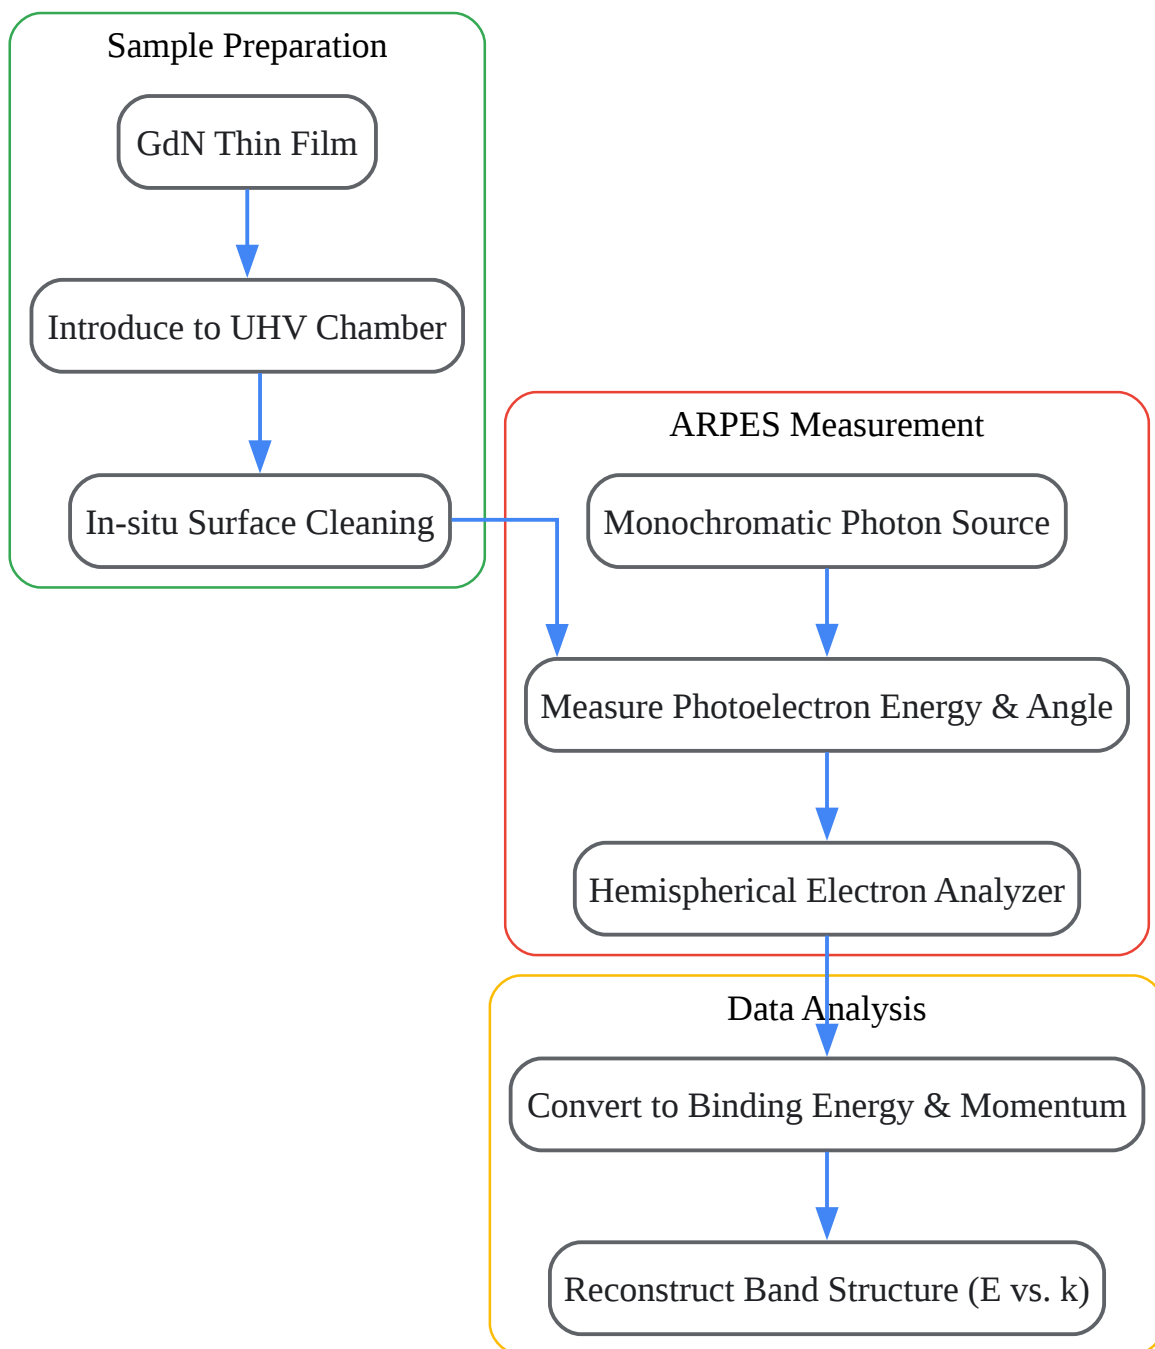 Sample Preparation
GdN Thin Film
Introduce to UHV Chamber
In-situ Surface Cleaning
ARPES Measurement
Monochromatic Photon Source
Measure Photoelectron Energy & Angle
Hemispherical Electron Analyzer
Data Analysis
Convert to Binding Energy & Momentum
Reconstruct Band Structure (E vs. k)